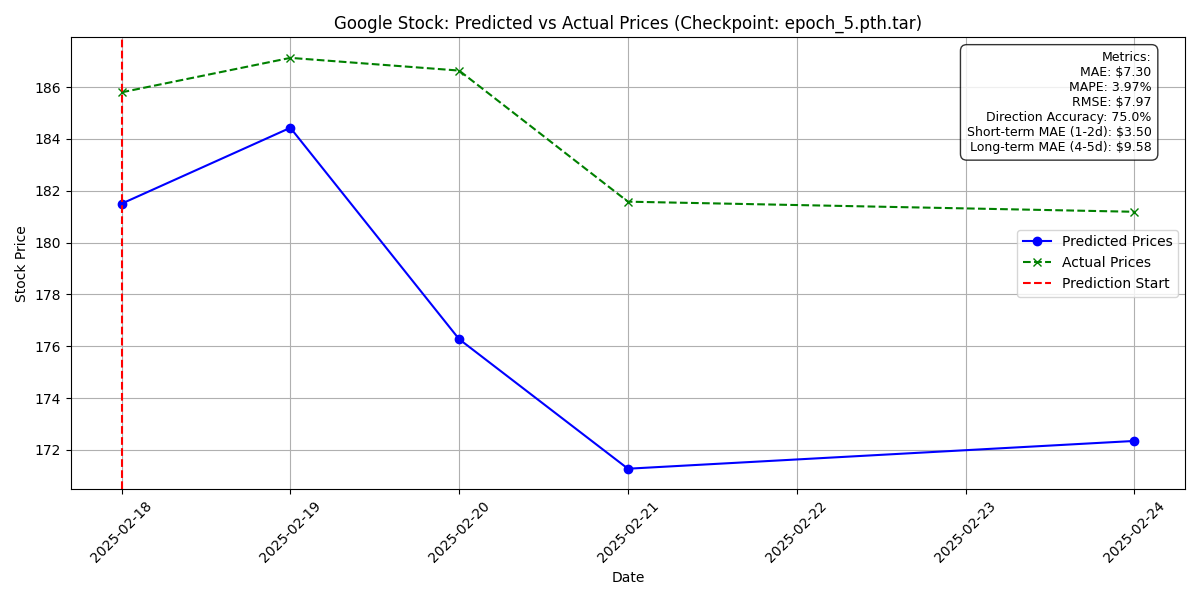 Google Stock: Predicted vs Actual Prices (Checkpoint: epoch_5.pth.tar)
Metrics:
MAE: $7.30
MAPE: 3.97%
RMSE: $7.97
Direction Accuracy: 75.0%
Short-term MAE (1-2d): $3.50
Long-term MAE (4-5d): $9.58
Predicted Prices
Actual Prices
Prediction Start
Stock Price
186
184
182
180
178
176
174
172
2025-02-18
2025-02-19
2025-02-20
2025-02-21
2025-02-22
2025-02-23
2025-02-24
Date